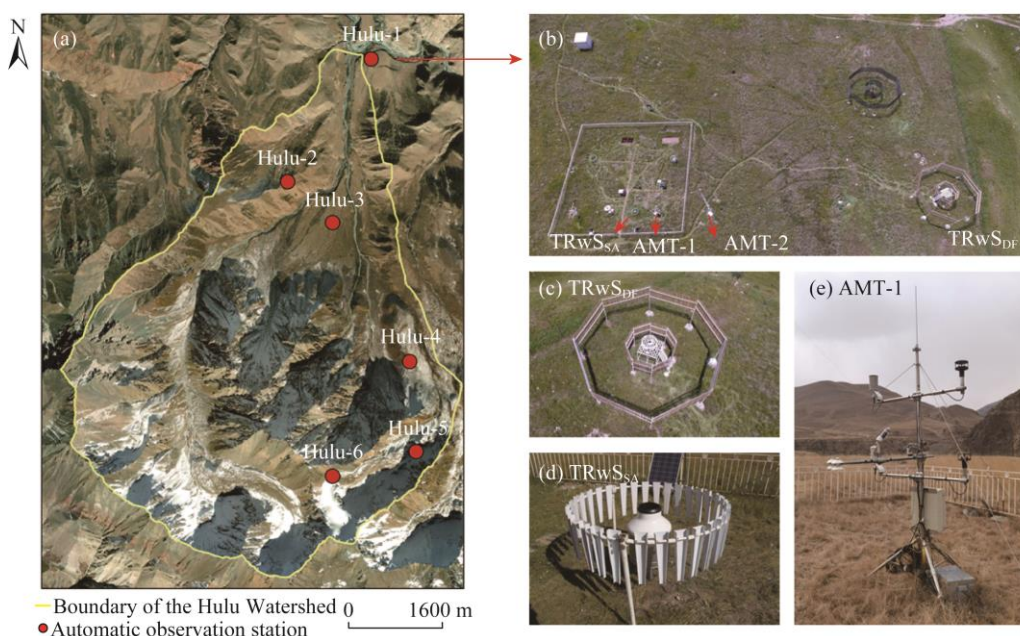 N
(a)
Hulu-1
Hulu-2
Hulu-3
Hulu-4
Hulu-5
Hulu-6
Boundary of the Hulu Watershed
Automatic observation station
0 1600 m
(b)
TRwS_SA AMT-1 AMT-2 TRwS_DF
(c) TRwS_DF
(d) TRwS_SA
(e) AMT-1